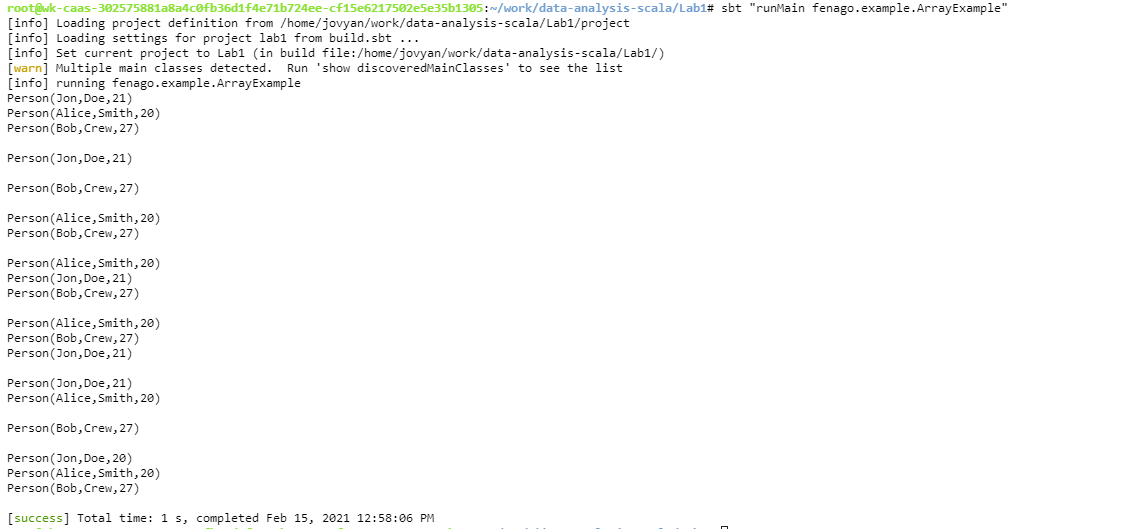 root@wk-caas-302575881a8a4c0fb36d1f4e71b724ee-cf15e6217502e5e35b1305:~/work/data-analysis-scala/Lab1# sbt "runMain fenago.example.ArrayExample"
[info] Loading project definition from /home/jovyan/work/data-analysis-scala/Lab1/project
[info] Loading settings for project lab1 from build.sbt ...
[info] Set current project to Lab1 (in build file:/home/jovyan/work/data-analysis-scala/Lab1/)
[warn] Multiple main classes detected.  Run 'show discoveredMainClasses' to see the list
[info] running fenago.example.ArrayExample
Person(Jon,Doe,21)
Person(Alice,Smith,20)
Person(Bob,Crew,27)

Person(Jon,Doe,21)

Person(Bob,Crew,27)

Person(Alice,Smith,20)
Person(Bob,Crew,27)

Person(Alice,Smith,20)
Person(Jon,Doe,21)
Person(Bob,Crew,27)

Person(Alice,Smith,20)
Person(Bob,Crew,27)
Person(Jon,Doe,21)

Person(Jon,Doe,21)
Person(Alice,Smith,20)

Person(Bob,Crew,27)

Person(Jon,Doe,20)
Person(Alice,Smith,20)
Person(Bob,Crew,27)

[success] Total time: 1 s, completed Feb 15, 2021 12:58:06 PM